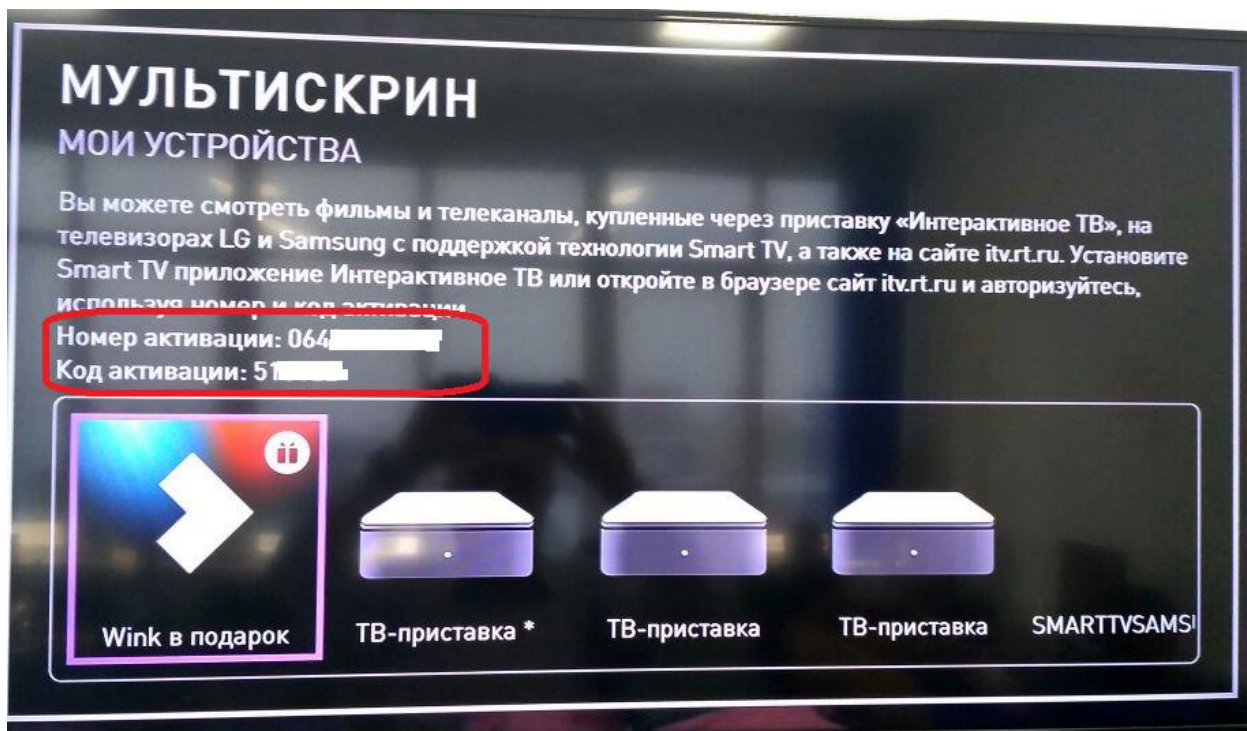 МУЛЬТИСКРИН
МОИ УСТРОЙСТВА
Вы можете смотреть фильмы и телеканалы, купленные через приставку «Интерактивное ТВ», на
телевизорах LG и Samsung с поддержкой технологии Smart TV, а также на сайте itv.rt.ru. Установите
Smart TV приложение Интерактивное ТВ или откройте в браузере сайт itv.rt.ru и авторизуйтесь,
используя номер и код активации
Номер активации: 064
Код активации: 51
Wink в подарок
ТВ-приставка *
ТВ-приставка
ТВ-приставка
SMARTTVSAMS